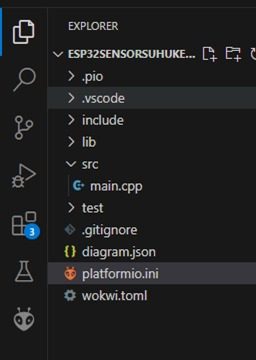 EXPLORER
ESP32SENSORSUHUKE...
.pio
.vscode
include
lib
src
main.cpp
test
.gitignore
diagram.json
platformio.ini
wokwi.toml
3